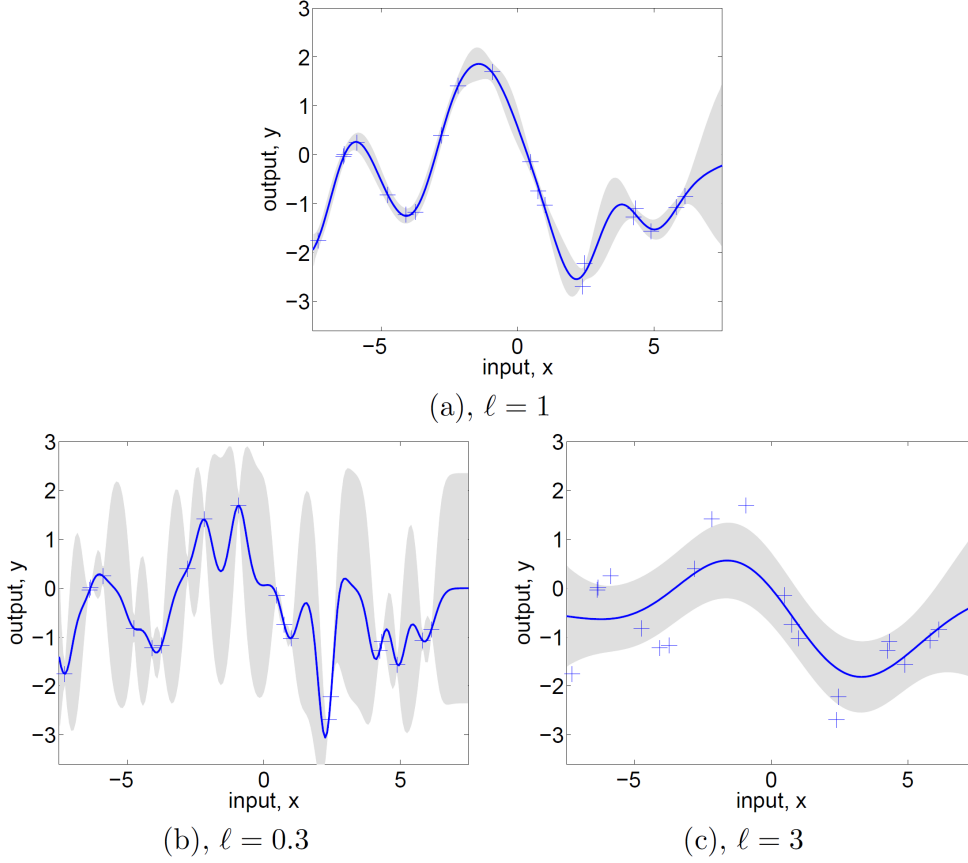 3
2
1
0
−1
−2
−3
output, y
−5 0 5
input, x
(a), ℓ = 1
3
2
1
0
−1
−2
−3
output, y
−5 0 5
input, x
(b), ℓ = 0.3
3
2
1
0
−1
−2
−3
output, y
−5 0 5
input, x
(c), ℓ = 3